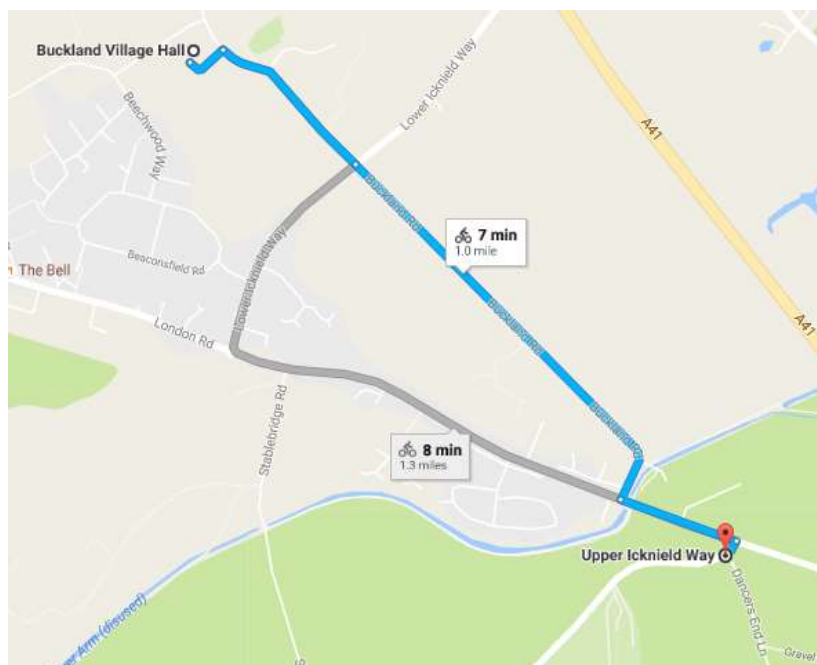 Buckland Village Hall
Beechwood Way
Lower Icknield Way
A41
Buckland Rd
7 min
1.0 mile
Beaconsfield Rd
The Bell
Lower Icknield Way
London Rd
Buckland Rd
A41
Stablebridge Rd
8 min
1.3 miles
Buckland Rd
Upper Icknield Way
Dancers End Ln
Arm (disused)
Gravel